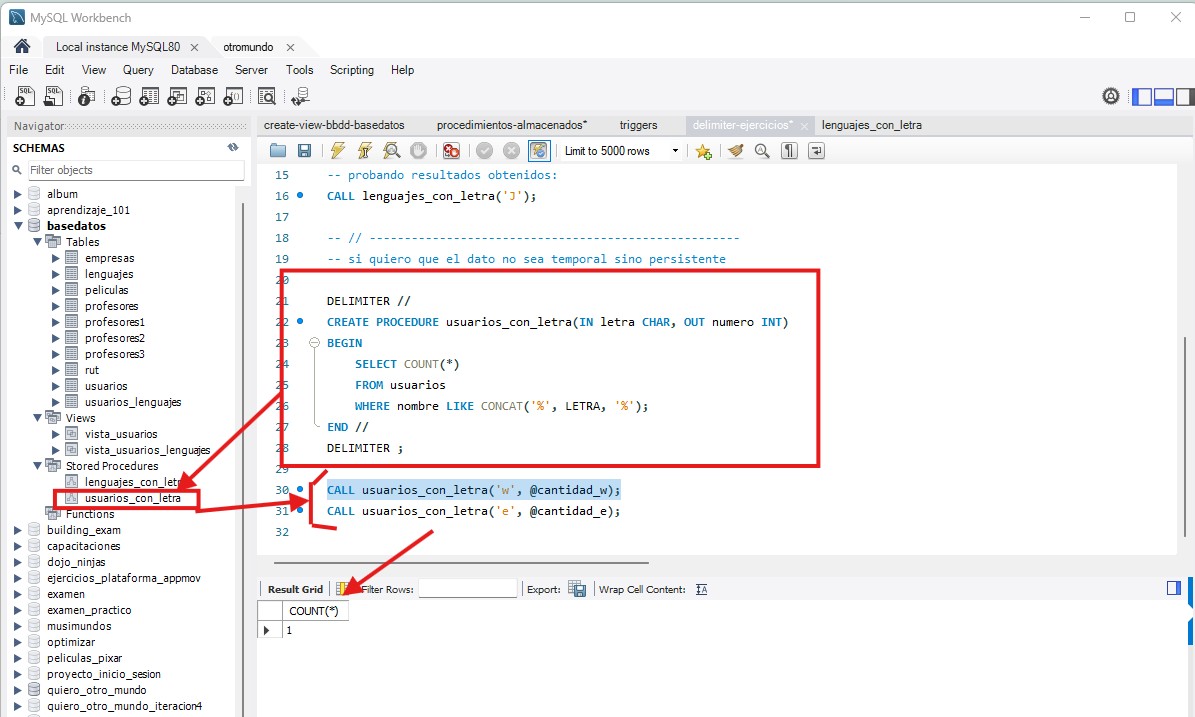 MySQL Workbench
Local instance MySQL80
otromundo
File Edit View Query Database Server Tools Scripting Help
Navigator
SCHEMAS
Filter objects
album
aprendizaje_101
basedatos
Tables
empresas
lenguajes
peliculas
profesores
profesores1
profesores2
profesores3
rut
usuarios
usuarios_lenguajes
Views
vista_usuarios
vista_usuarios_lenguajes
Stored Procedures
lenguajes_con_letra
usuarios_con_letra
Functions
building_exam
capacitaciones
dojo_ninjas
ejercicios_plataforma_appmov
examen
examen_practico
musimundos
optimizar
peliculas_pixar
proyecto_inicio_sesion
quiero_otro_mundo
quiero_otro_mundo_iteracion4
create-view-bbdd-basedatos procedimientos-almacenados* triggers delimiter-ejercicios* lenguajes_con_letra
Limit to 5000 rows
15 -- probando resultados obtenidos:
16 CALL lenguajes_con_letra('J');
17
18 -- // -----------------------------------------------------
19 -- si quiero que el dato no sea temporal sino persistente
20
21 DELIMITER //
22 CREATE PROCEDURE usuarios_con_letra(IN letra CHAR, OUT numero INT)
23 BEGIN
24 SELECT COUNT(*)
25 FROM usuarios
26 WHERE nombre LIKE CONCAT('%', LETRA, '%');
27 END //
28 DELIMITER ;
29
30 CALL usuarios_con_letra('w', @cantidad_w);
31 CALL usuarios_con_letra('e', @cantidad_e);
32
Result Grid Filter Rows: Export: Wrap Cell Content:
COUNT(*)
1